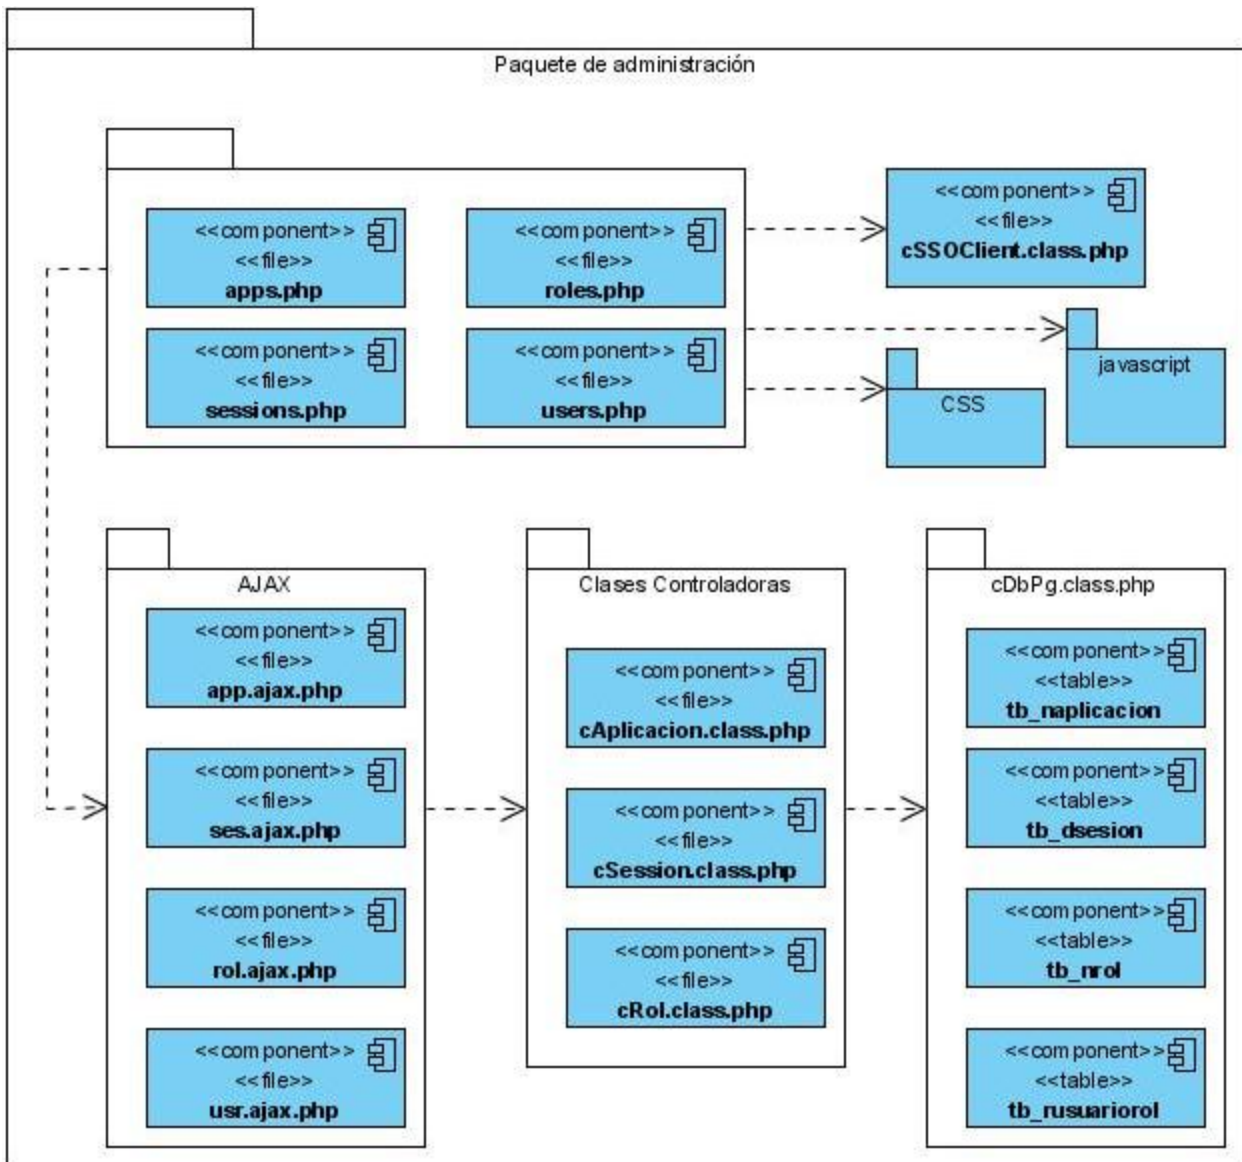 Paquete de administración
<<component>>
<<file>>
apps.php
<<component>>
<<file>>
roles.php
<<component>>
<<file>>
sessions.php
<<component>>
<<file>>
users.php
<<component>>
<<file>>
cSSOClient.class.php
javascript
CSS
AJAX
<<component>>
<<file>>
app.ajax.php
<<component>>
<<file>>
ses.ajax.php
<<component>>
<<file>>
rol.ajax.php
<<component>>
<<file>>
usr.ajax.php
Clases Controladoras
<<component>>
<<file>>
cAplicacion.class.php
<<component>>
<<file>>
cSession.class.php
<<component>>
<<file>>
cRol.class.php
cDbPg.class.php
<<component>>
<<table>>
tb_naplicacion
<<component>>
<<table>>
tb_dsesion
<<component>>
<<table>>
tb_nrol
<<component>>
<<table>>
tb_rusuariorol